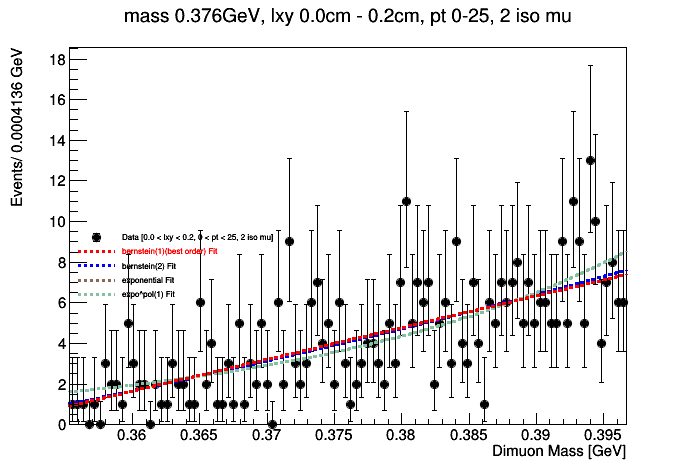 mass 0.376GeV, lxy 0.0cm - 0.2cm, pt 0-25, 2 iso mu
Events/ 0.0004136 GeV
18
16
14
12
10
8
6
4
2
0
Data [0.0 < lxy < 0.2, 0 < pt < 25, 2 iso mu]
bernstein(1)(best order) Fit
bernstein(2) Fit
exponential Fit
expo*pol(1) Fit
0.36 0.365 0.37 0.375 0.38 0.385 0.39 0.395
Dimuon Mass [GeV]